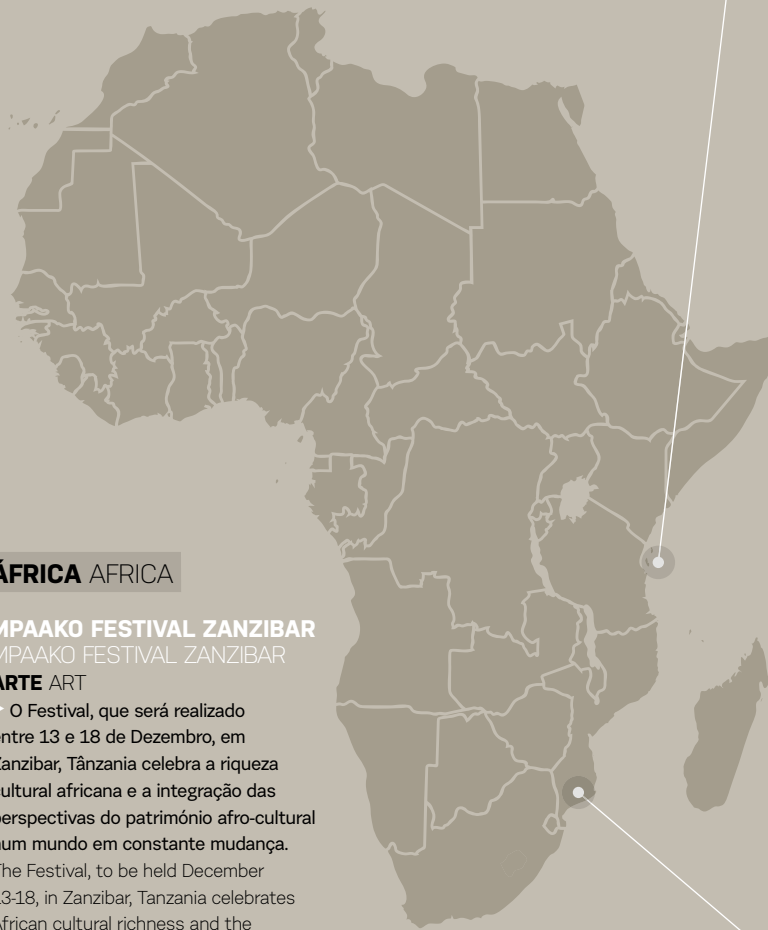 ÁFRICA AFRICA
MPAAKO FESTIVAL ZANZIBAR
MPAAKO FESTIVAL ZANZIBAR
ARTE ART
O Festival, que será realizado
entre 13 e 18 de Dezembro, em
Zanzibar, Tânzania celebra a riqueza
cultural africana e a integração das
perspectivas do património afro-cultural
num mundo em constante mudança.
The Festival, to be held December
13-18, in Zanzibar, Tanzania celebrates
African cultural richness and the